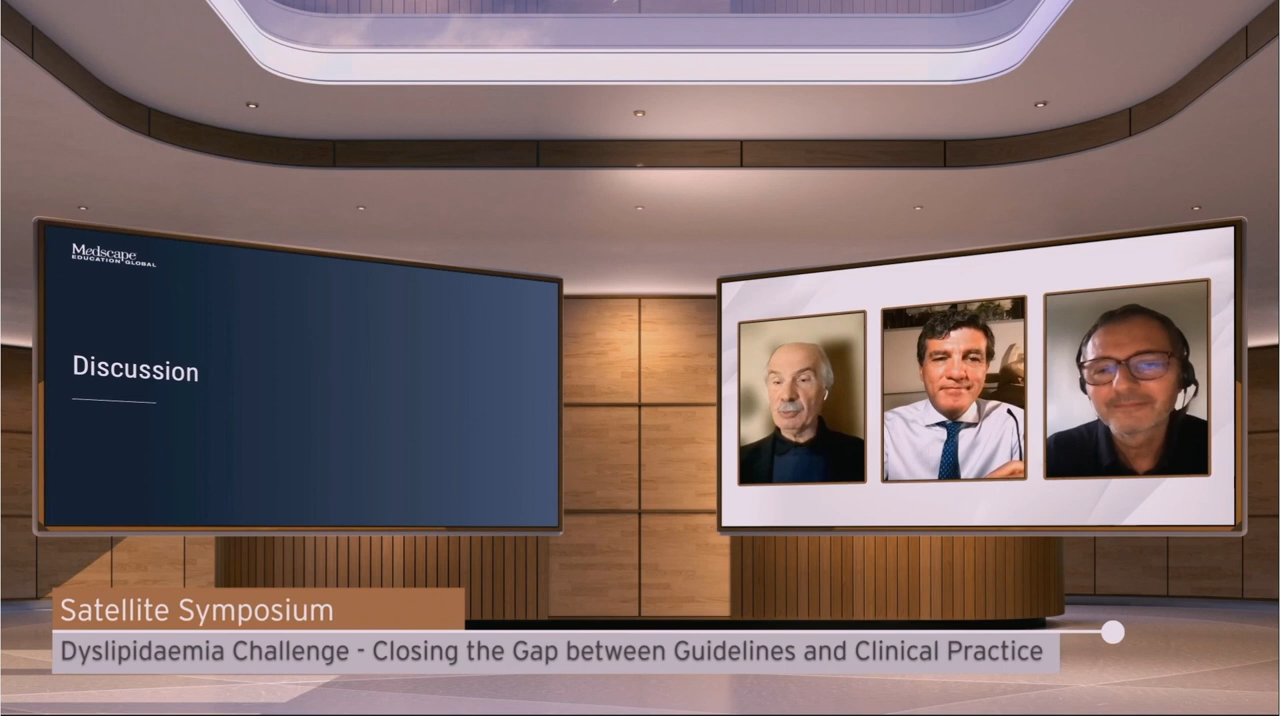 Medscape
EDUCATION GLOBAL
Discussion
Satellite Symposium
Dyslipidaemia Challenge - Closing the Gap between Guidelines and Clinical Practice